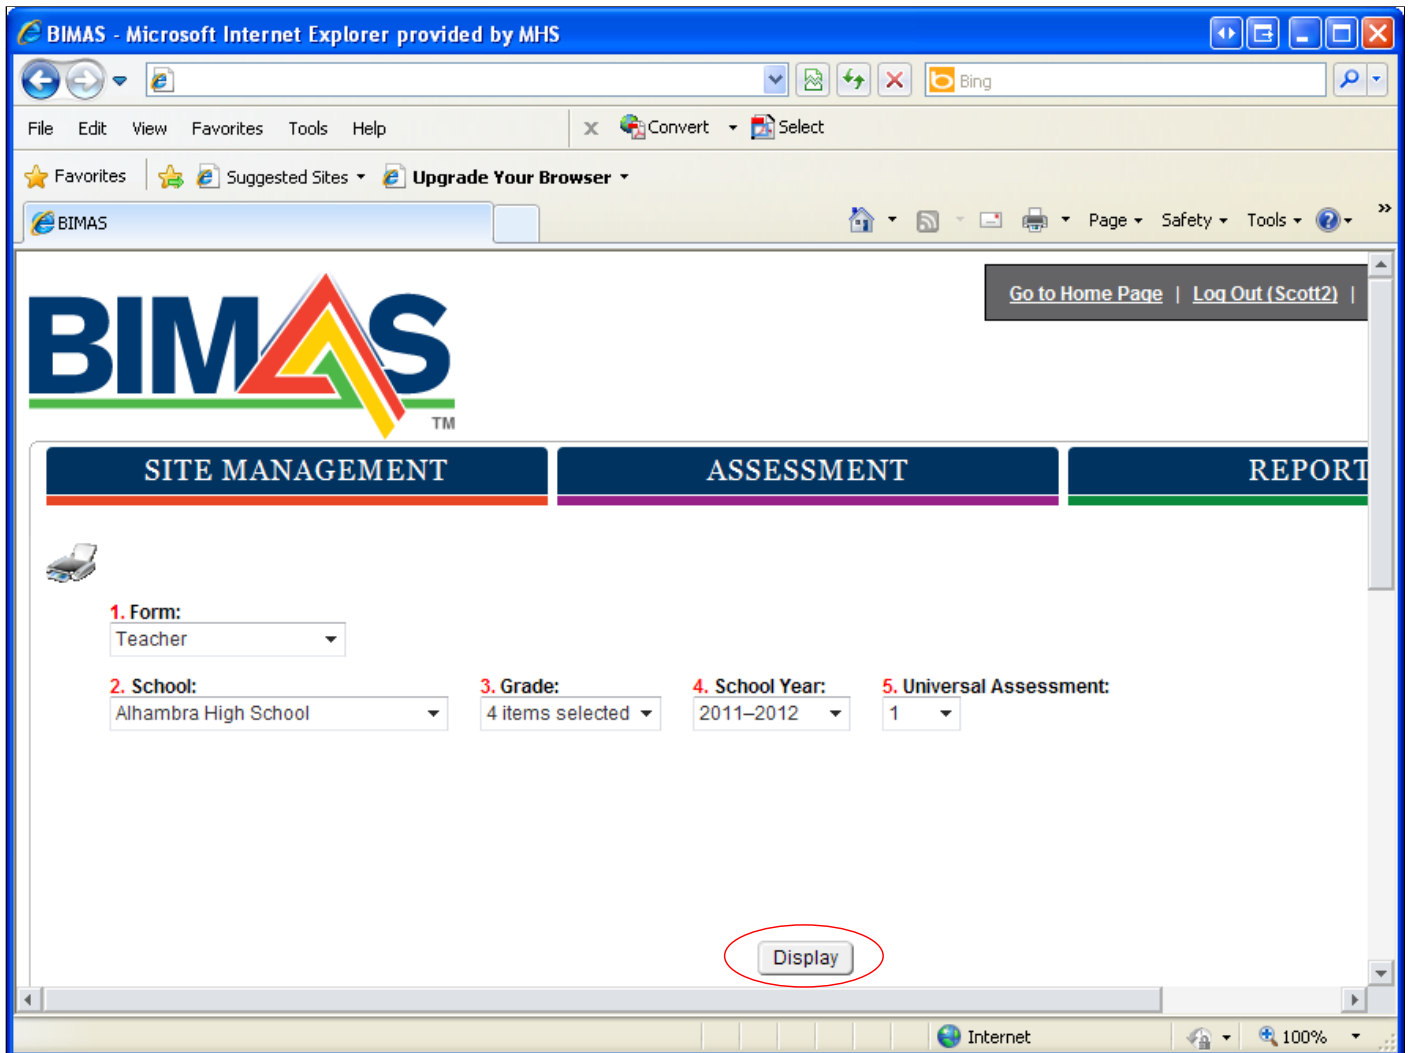 BIMAS - Microsoft Internet Explorer provided by MHS
Bing
File Edit View Favorites Tools Help x Convert Select
Favorites Suggested Sites Upgrade Your Browser
BIMAS Page Safety Tools »
Go to Home Page | Log Out (Scott2) |
BIMAS
TM
SITE MANAGEMENT ASSESSMENT REPORT
1. Form:
Teacher
2. School: 3. Grade: 4. School Year: 5. Universal Assessment:
Alhambra High School 4 items selected 2011–2012 1
Display
Internet 100%